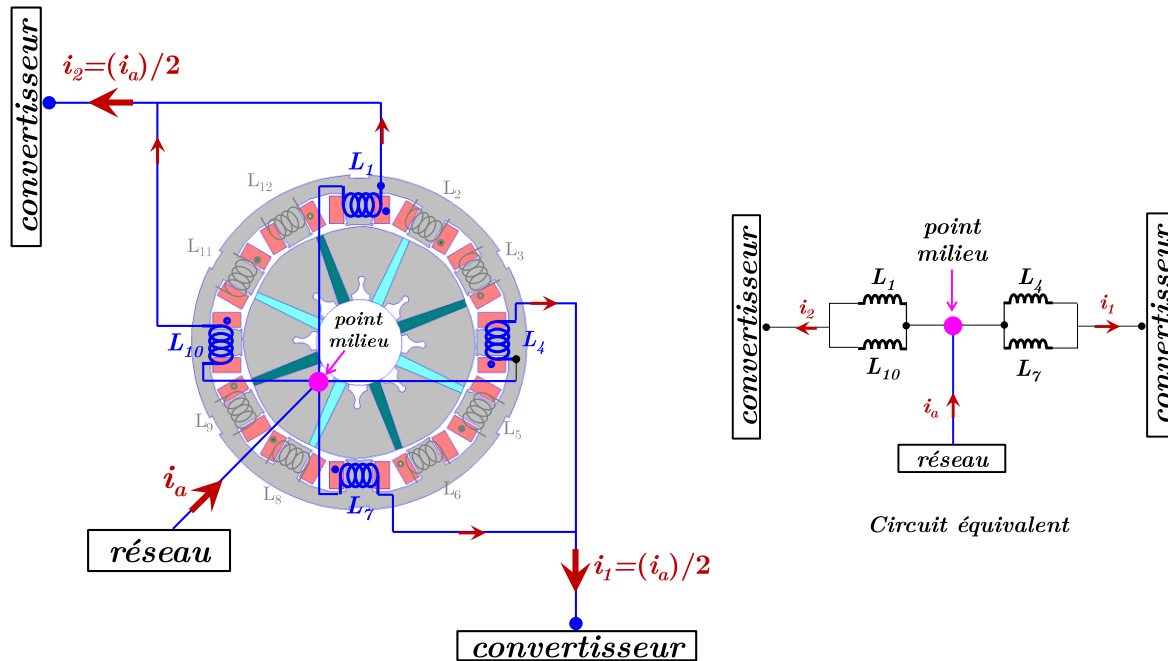 convertisseur
i₂=(iₐ)/2
L₁
L₁₂
L₂
L₁₁
L₃
point
milieu
L₁₀
L₄
L₉
L₅
L₈
L₆
L₇
iₐ
réseau
i₁=(iₐ)/2
convertisseur
point
milieu
convertisseur
L₁
L₄
i₂
i₁
L₁₀
L₇
iₐ
réseau
convertisseur
Circuit équivalent